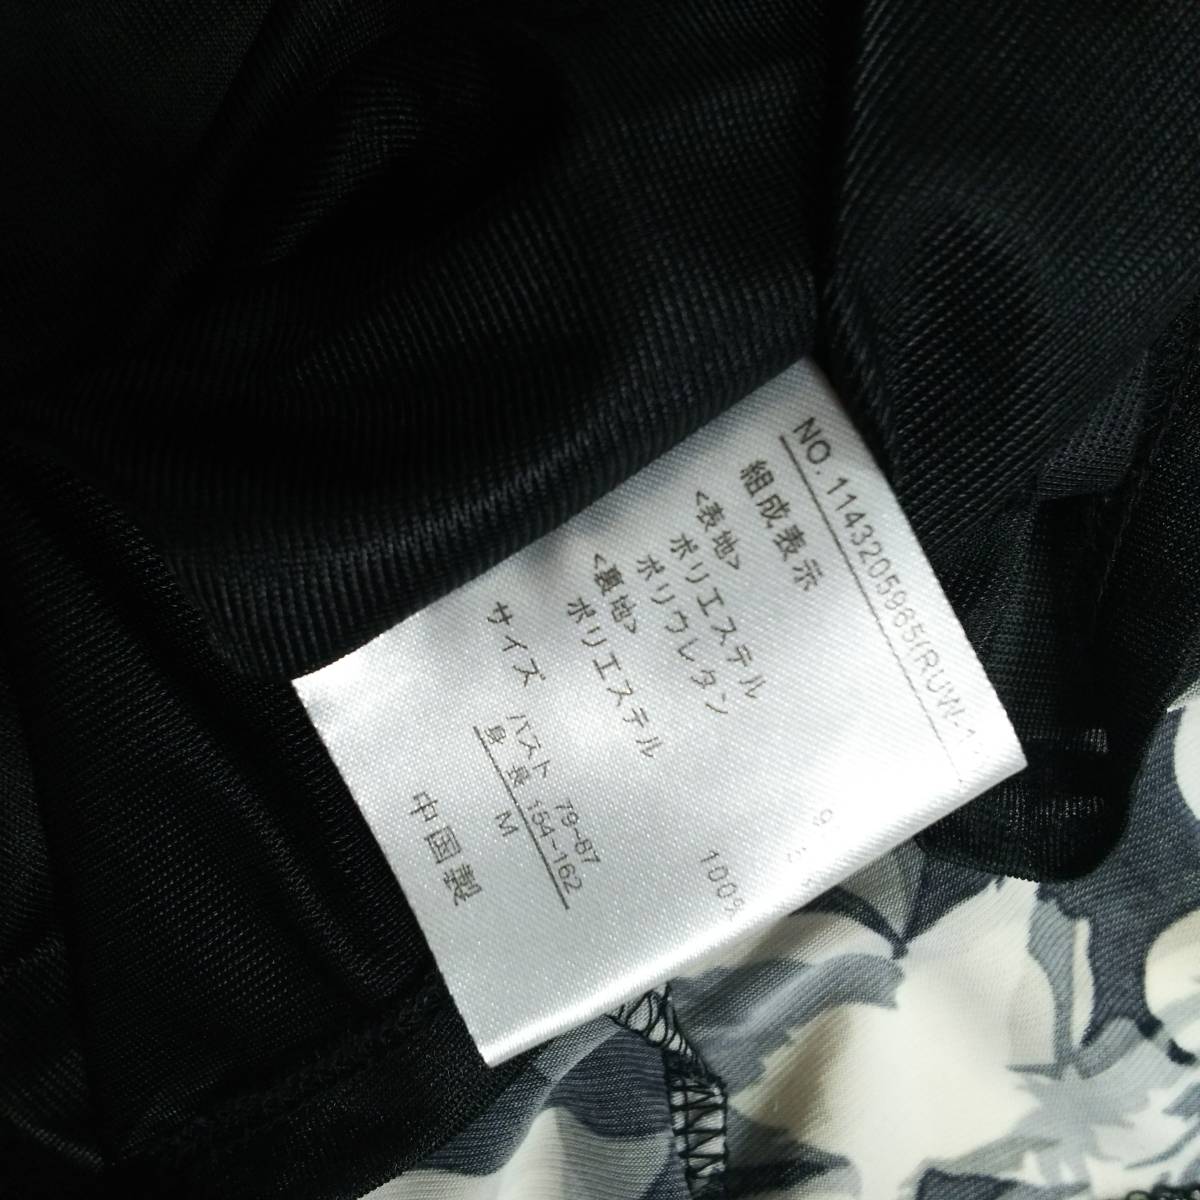 NO. 1143205965(RUW-1
組成表示
<表地>
ポリエステル 9
ポリウレタン
<裏地>
ポリエステル 100%
サイズ
バスト 79-87
身長 154-162
M
中国製